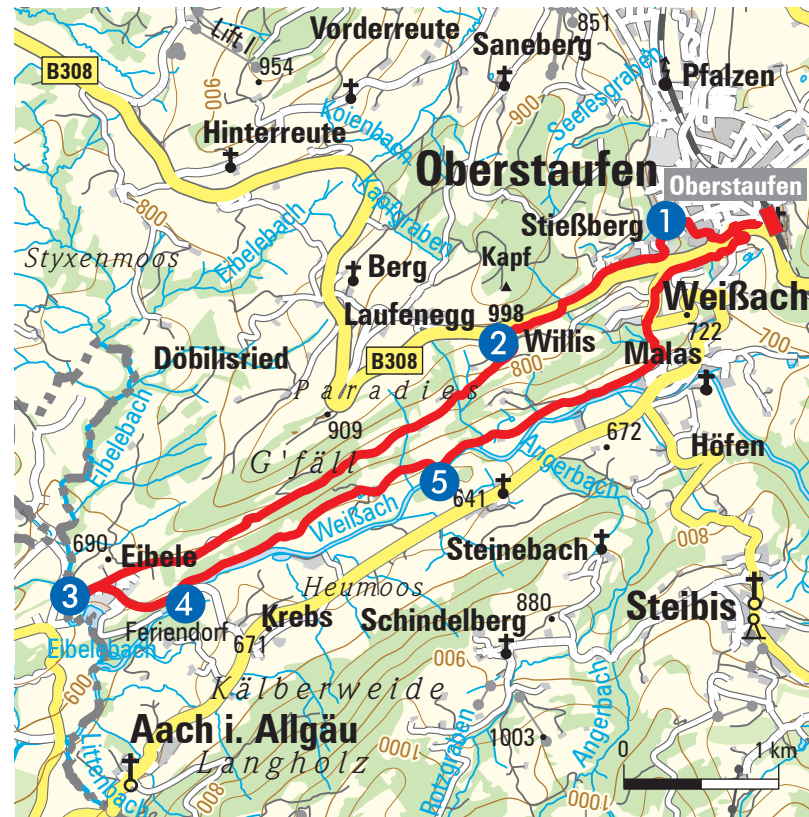 Vorderreute
851
Lift I
Saneberg
B308
954
Pfalzen
900
Seelesgraben
Koienbach
900
Hinterreute
Oberstaufen
Oberstaufen
Kapfgraben
800
1
Stießberg
Eibelebach
Styxenmoos
Berg
Kapf
Weißach
Laufenegg
998
2
Willis
722
700
Döbilisried
B308
800
Malas
Paradies
Eibelebach
909
672
Höfen
G'fäll
Angerbach
5
641
Weißach
800
690
Eibele
Steinebach
3
4
Heumoos
Steibis
Feriendorf
671
Krebs
Schindelberg
880
Eibelebach
900
600
Kälberweide
Angerbach
Aach i. Allgäu
1003
0
1 km
Langholz
1000
Rotzgraben
Littenbach
800
1000